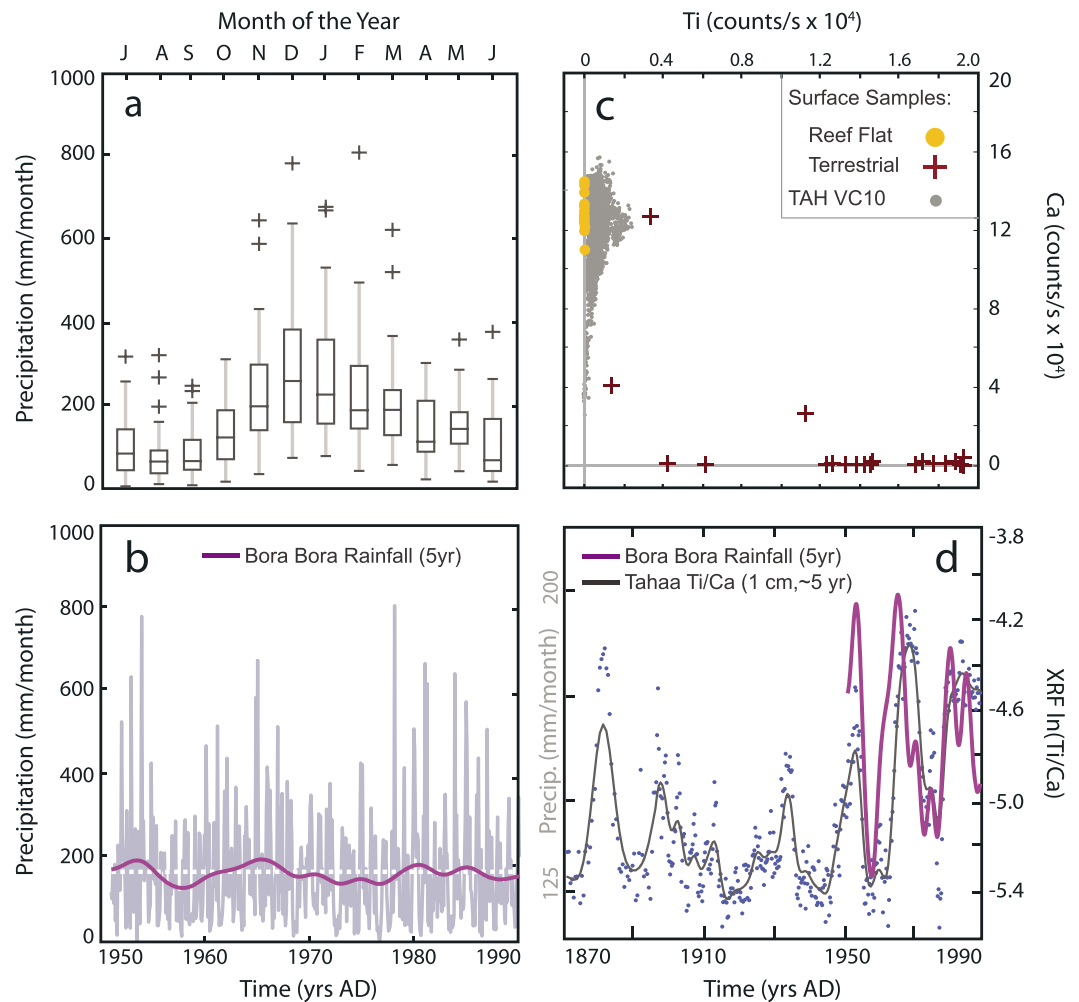 Month of the Year
J A S O N D J F M A M J
Precipitation (mm/month)
1000
800
600
400
200
0
a
Ti (counts/s x 10⁴)
0 0.4 0.8 1.2 1.6 2.0
c
Surface Samples:
Reef Flat
Terrestrial
TAH VC10
20
16
12
8
4
0
Ca (counts/s x 10⁴)
Precipitation (mm/month)
1000
800
600
400
200
0
b
Bora Bora Rainfall (5yr)
1950 1960 1970 1980 1990
Time (yrs AD)
d
Bora Bora Rainfall (5yr)
Tahaa Ti/Ca (1 cm,~5 yr)
Precip. (mm/month)
200
125
-3.8
-4.2
-4.6
-5.0
-5.4
XRF ln(Ti/Ca)
1870 1910 1950 1990
Time (yrs AD)